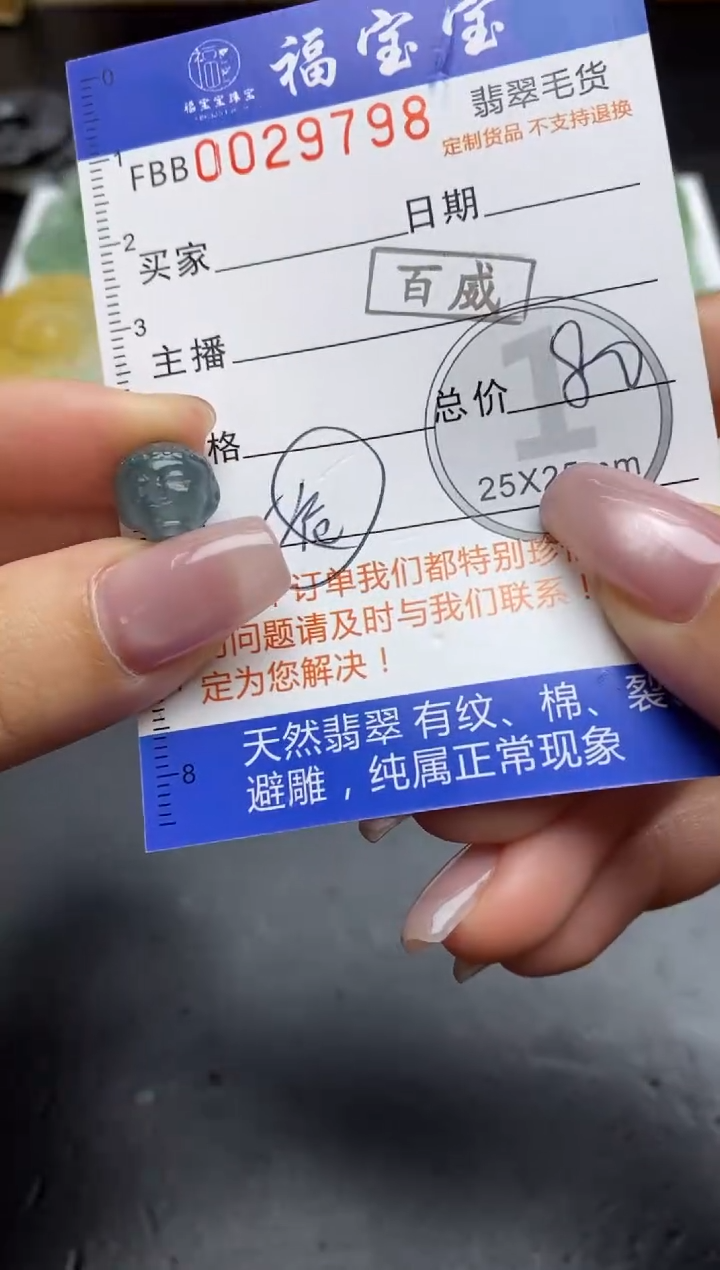 0
福宝宝珠宝
福宝宝
FBB0029798
翡翠毛货
定制货品 不支持退换
1
2
买家
日期
百威
3
主播
格
总价 80
1
25X25
订单我们都特别珍
问题请及时与我们联系！
定为您解决！
天然翡翠 有纹、棉、裂
8
避雕，纯属正常现象